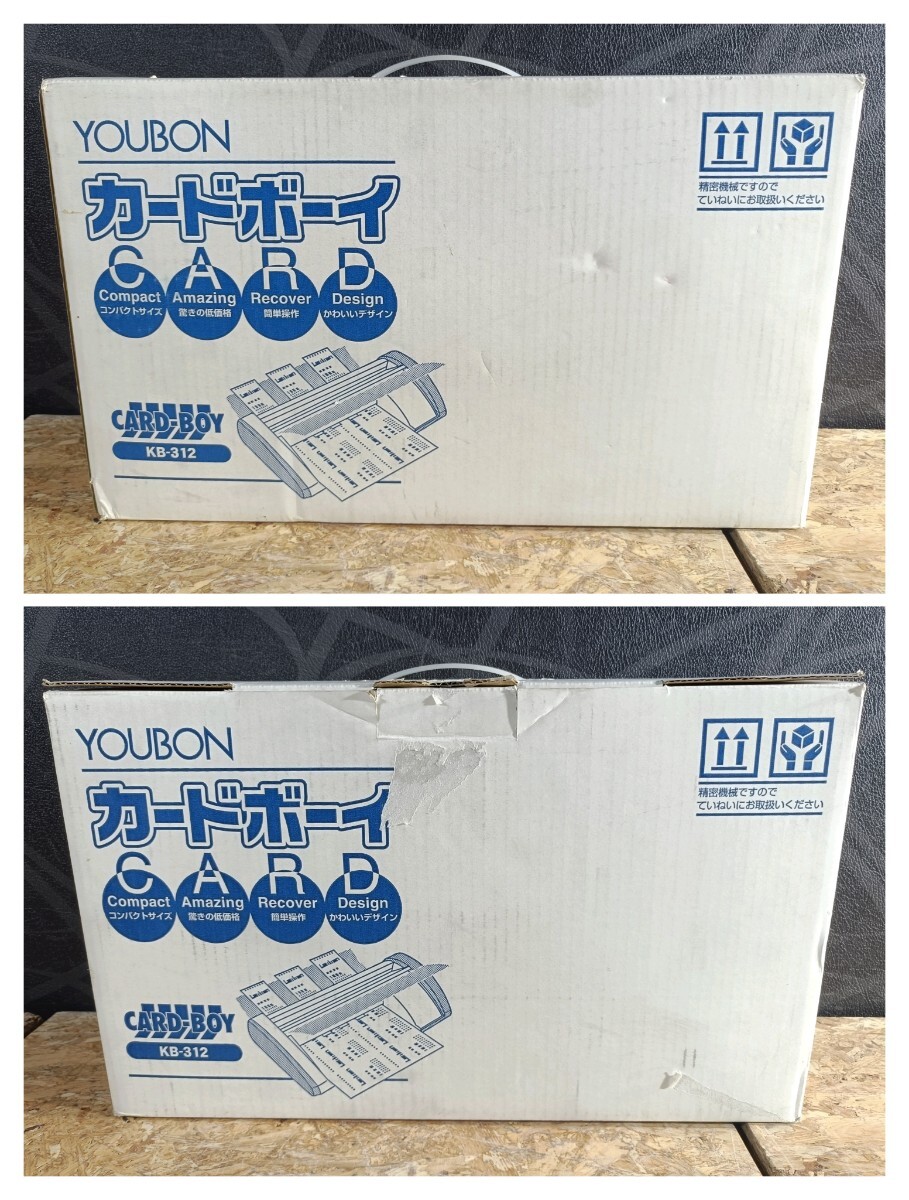 YOUBON
カードボーイ
C A R D
Compact Amazing Recover Design
コンパクトサイズ 驚きの低価格 簡単操作 かわいいデザイン
CARD-BOY
KB-312
精密機械ですので
ていねいにお取扱いください
YOUBON
カードボーイ
C A R D
Compact Amazing Recover Design
コンパクトサイズ 驚きの低価格 簡単操作 かわいいデザイン
CARD-BOY
KB-312
精密機械ですので
ていねいにお取扱いください